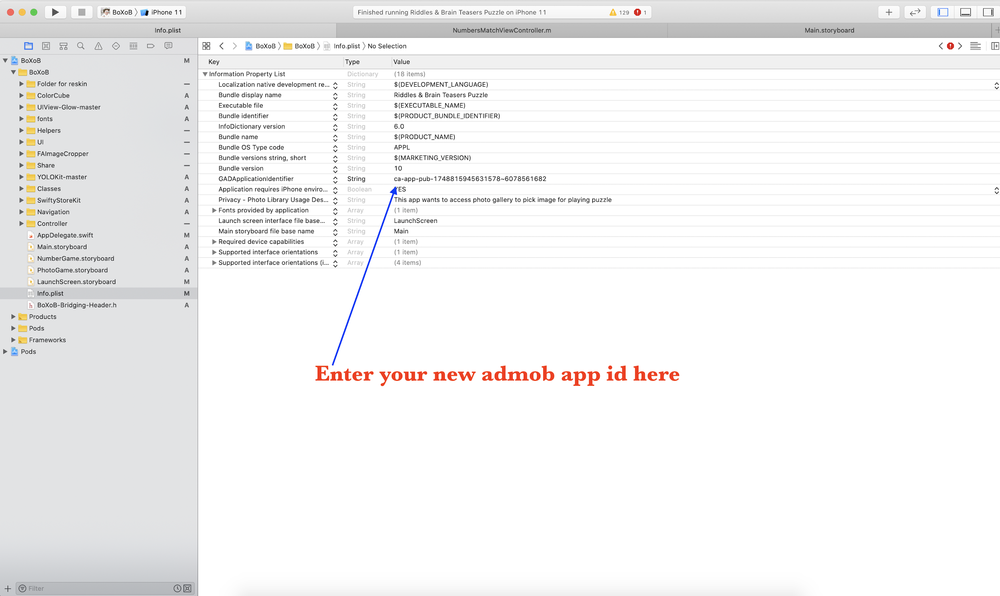 BoXoB 〉 iPhone 11
Finished running Riddles & Brain Teasers Puzzle on iPhone 11
129
1
Info.plist
NumbersMatchViewController.m
Main.storyboard
BoXoB 〉 BoXoB 〉 Info.plist 〉 No Selection
BoXoB M
BoXoB
Folder for reskin
ColorCube A
UIView-Glow-master A
fonts A
Helpers
UI
FAImageCropper
Share
YOLOKit-master A
Classes A
SwiftyStoreKit A
Navigation A
Controller
AppDelegate.swift M
Main.storyboard A
NumberGame.storyboard A
PhotoGame.storyboard A
LaunchScreen.storyboard M
Info.plist M
h BoXoB-Bridging-Header.h A
Products
Pods
Frameworks
Pods
Filter
Key Type Value
Information Property List Dictionary (18 items)
Localization native development re... String $(DEVELOPMENT_LANGUAGE)
Bundle display name String Riddles & Brain Teasers Puzzle
Executable file String $(EXECUTABLE_NAME)
Bundle identifier String $(PRODUCT_BUNDLE_IDENTIFIER)
InfoDictionary version String 6.0
Bundle name String $(PRODUCT_NAME)
Bundle OS Type code String APPL
Bundle versions string, short String $(MARKETING_VERSION)
Bundle version String 10
GADApplicationIdentifier String ca-app-pub-1748815945631578~6078561682
Application requires iPhone enviro... Boolean YES
Privacy - Photo Library Usage Des... String This app wants to access photo gallery to pick image for playing puzzle
Fonts provided by application Array (1 item)
Launch screen interface file base... String LaunchScreen
Main storyboard file base name String Main
Required device capabilities Array (1 item)
Supported interface orientations Array (1 item)
Supported interface orientations (i... Array (4 items)
Enter your new admob app id here